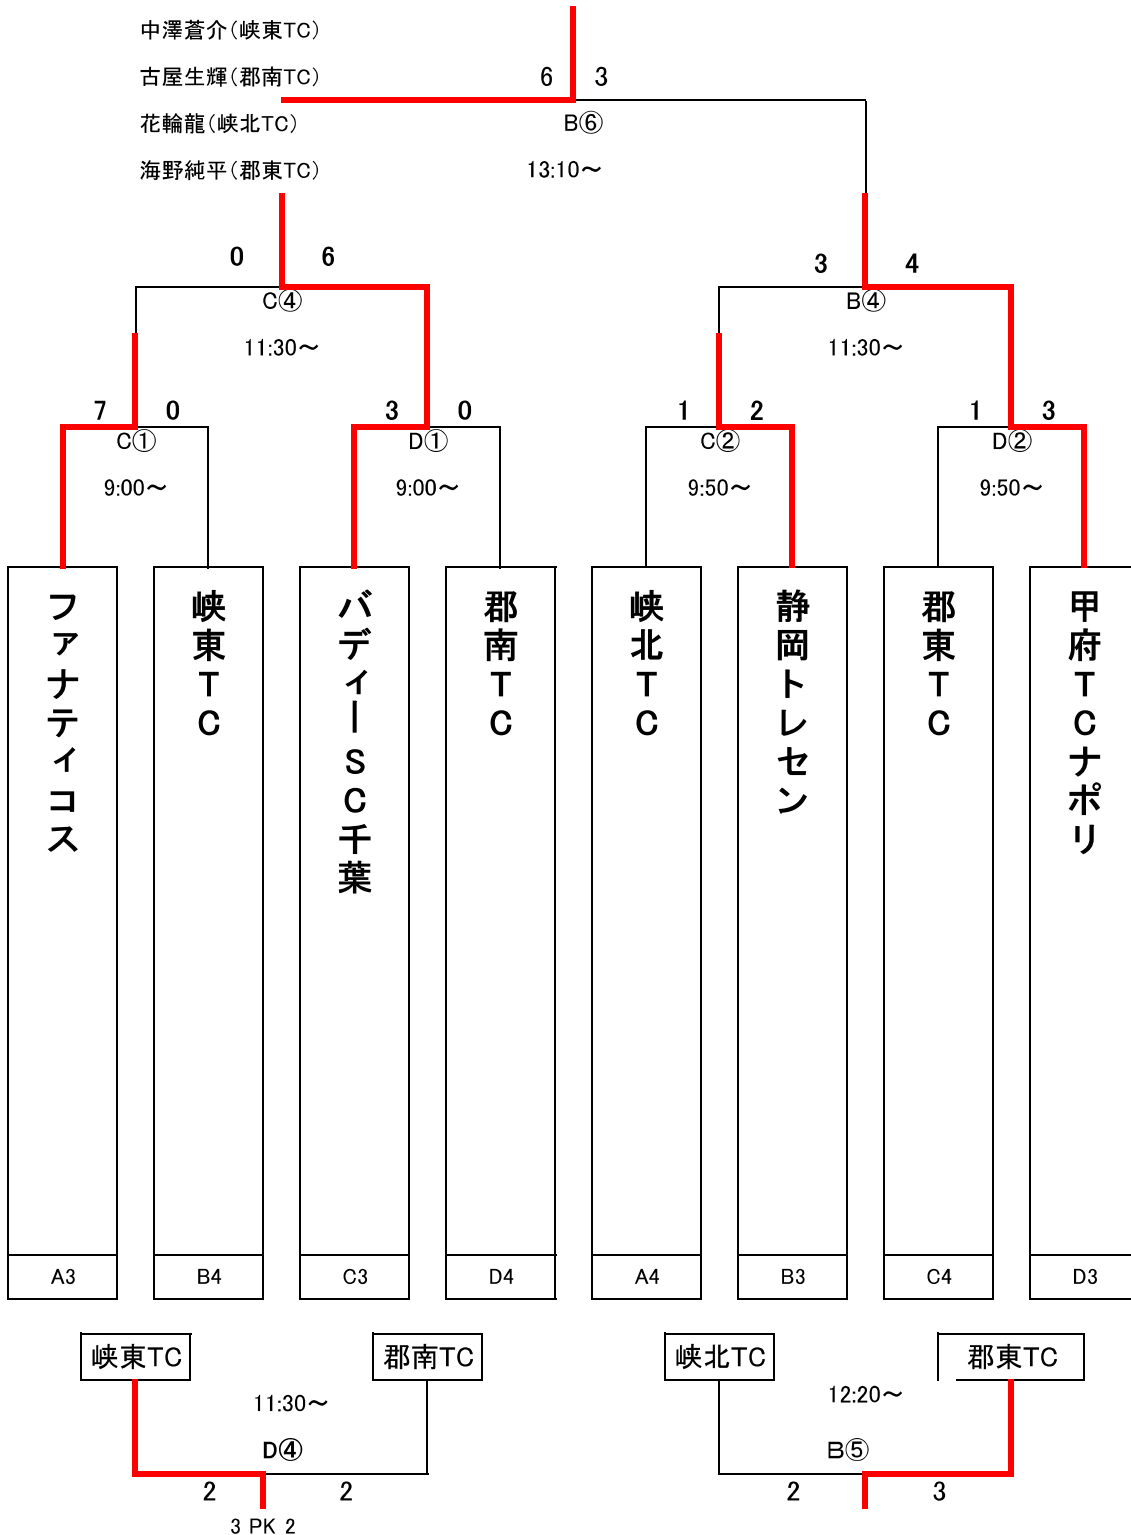 中澤蒼介(峡東TC)
古屋生輝(郡南TC)
6 3
花輪龍(峡北TC)
B⑥
海野純平(郡東TC)
13:10～
0 6
3 4
C④
B④
11:30～
11:30～
7 0
3 0
1 2
1 3
C①
D①
C②
D②
9:00～
9:00～
9:50～
9:50～
ファナティコス
峡東TC
バディーSC千葉
郡南TC
峡北TC
静岡トレセン
郡東TC
甲府TCナポリ
A3
B4
C3
D4
A4
B3
C4
D3
峡東TC
郡南TC
峡北TC
郡東TC
11:30～
12:20～
D④
B⑤
2 2
2 3
3 PK 2